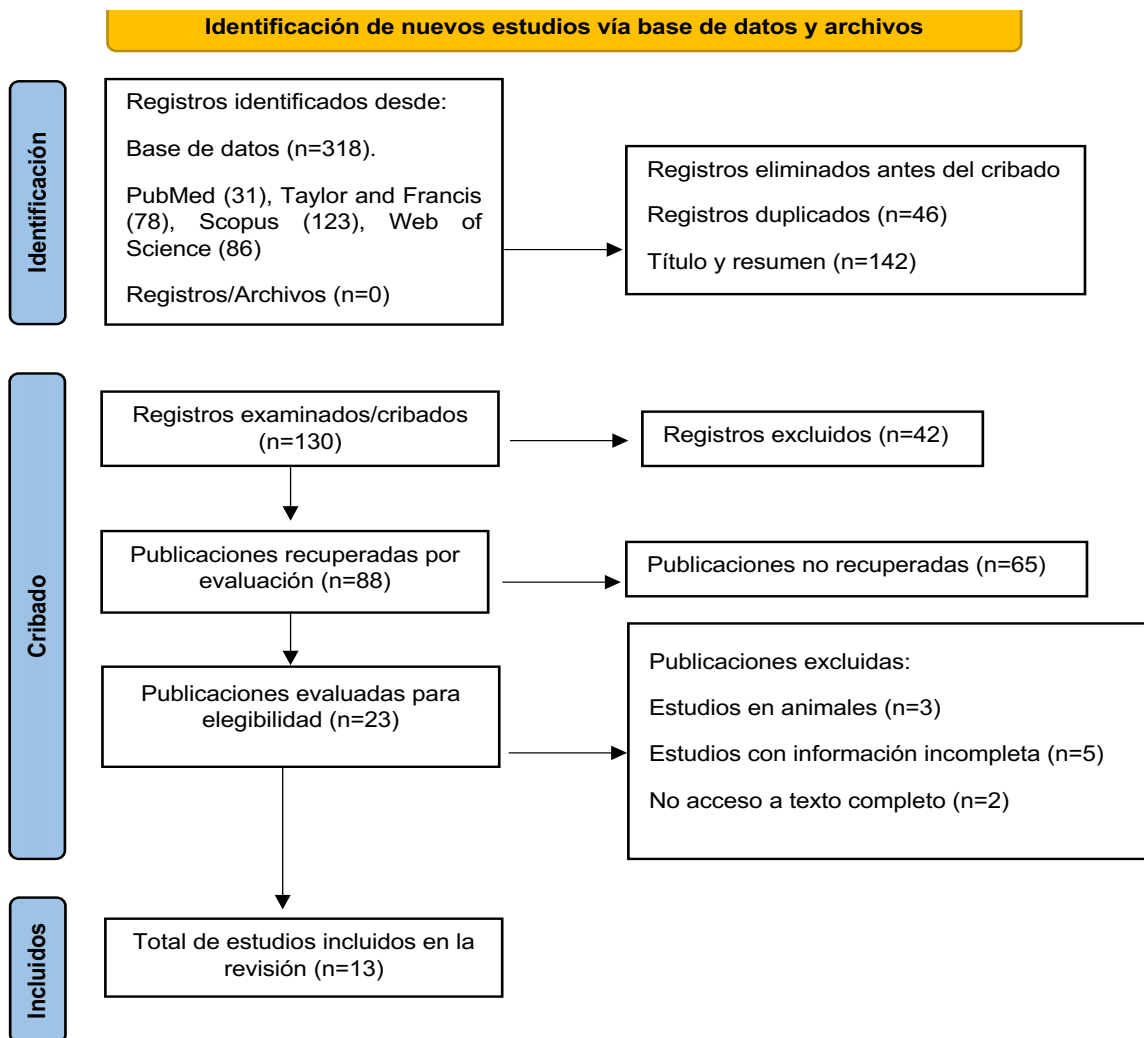 Identificación de nuevos estudios vía base de datos y archivos
Identificación
Registros identificados desde:
Base de datos (n=318).
PubMed (31), Taylor and Francis
(78), Scopus (123), Web of
Science (86)
Registros/Archivos (n=0)
Registros eliminados antes del cribado
Registros duplicados (n=46)
Título y resumen (n=142)
Cribado
Registros examinados/cribados
(n=130)
Registros excluidos (n=42)
Publicaciones recuperadas por
evaluación (n=88)
Publicaciones no recuperadas (n=65)
Publicaciones evaluadas para
elegibilidad (n=23)
Publicaciones excluidas:
Estudios en animales (n=3)
Estudios con información incompleta (n=5)
No acceso a texto completo (n=2)
Incluidos
Total de estudios incluidos en la
revisión (n=13)